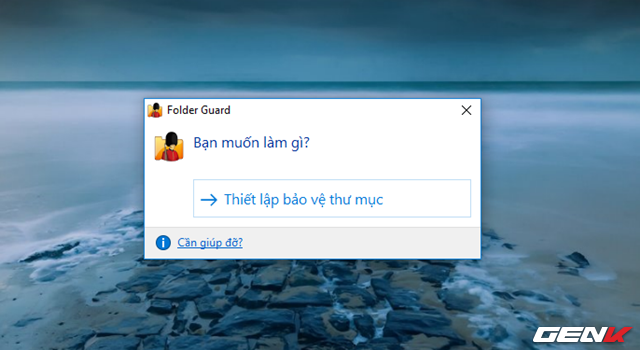 Folder Guard
Bạn muốn làm gì?
Thiết lập bảo vệ thư mục
Cần giúp đỡ?
GENK